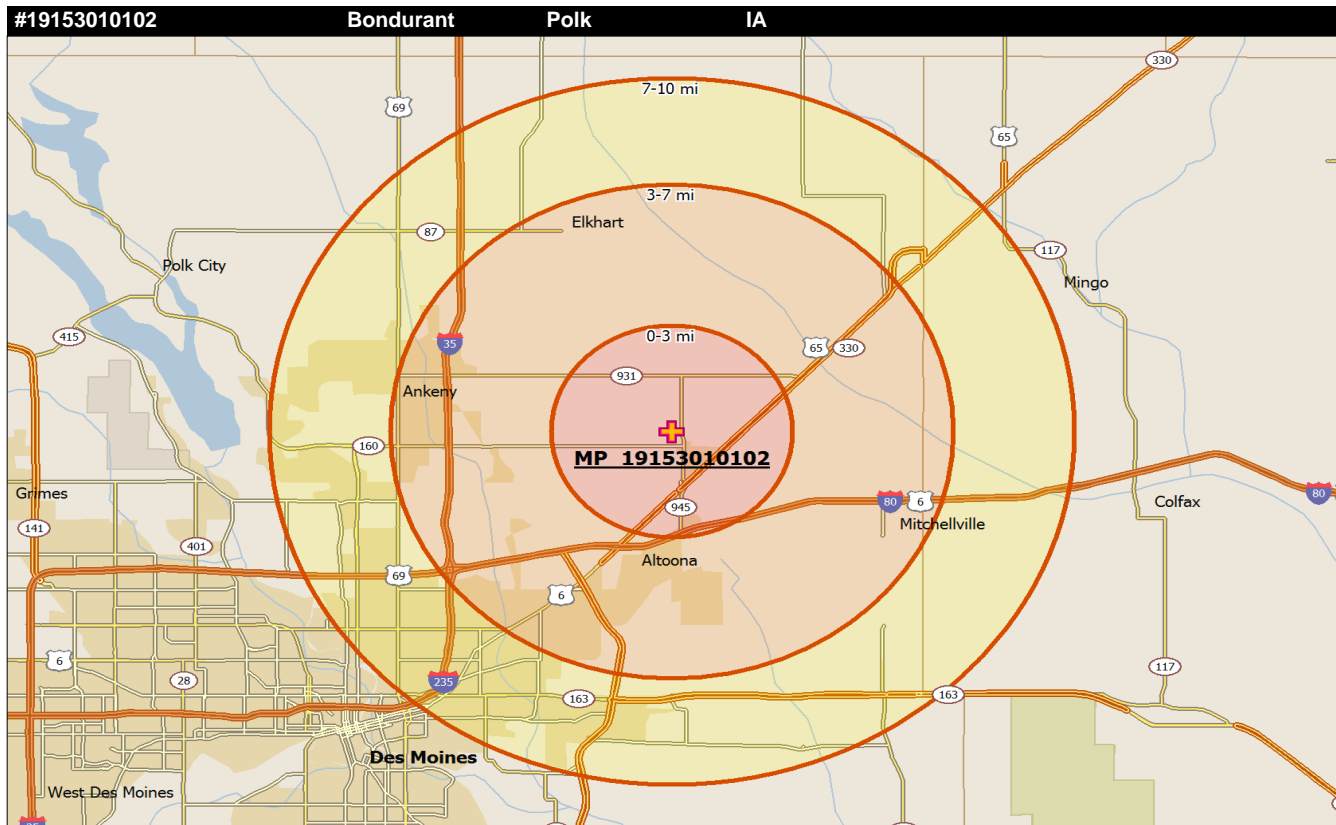 #19153010102 Bondurant Polk IA
7-10 mi
330
69
65
3-7 mi
Elkhart
87
117
Polk City
Mingo
415
35
0-3 mi
65 330
931
Ankeny
160
MP 19153010102
Grimes
80
80 6
945
Colfax
141
Mitchellville
401
Altoona
69
6
6
117
28
235
163
163
Des Moines
West Des Moines